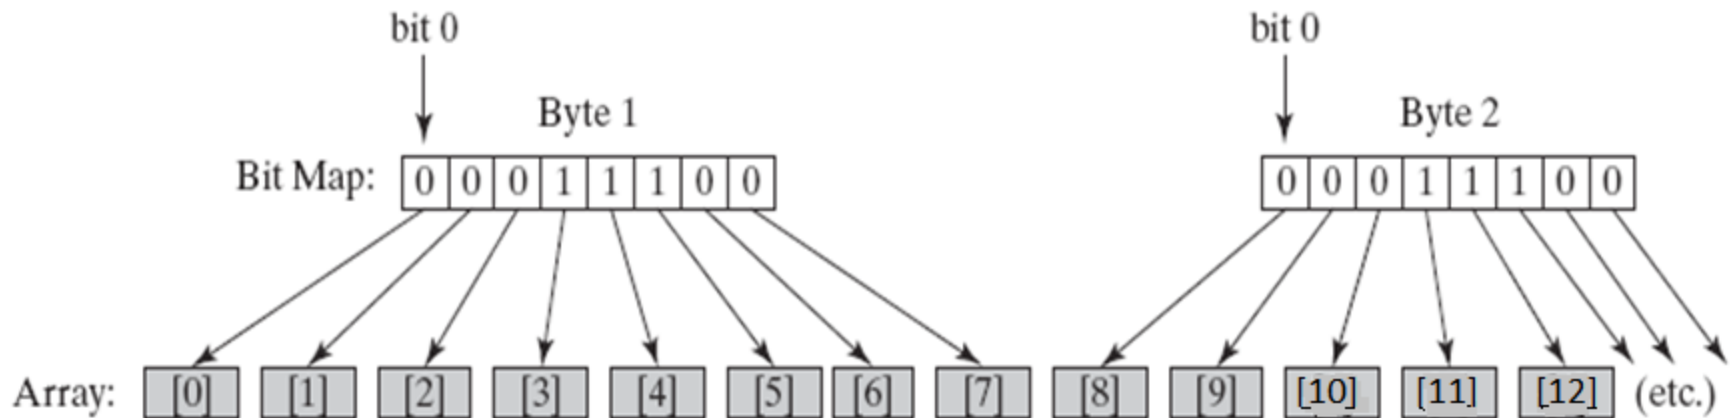 bit 0 bit 0
Byte 1 Byte 2
Bit Map: 0 0 0 1 1 1 0 0 0 0 0 1 1 1 0 0
Array: [0] [1] [2] [3] [4] [5] [6] [7] [8] [9] [10] [11] [12] (etc.)